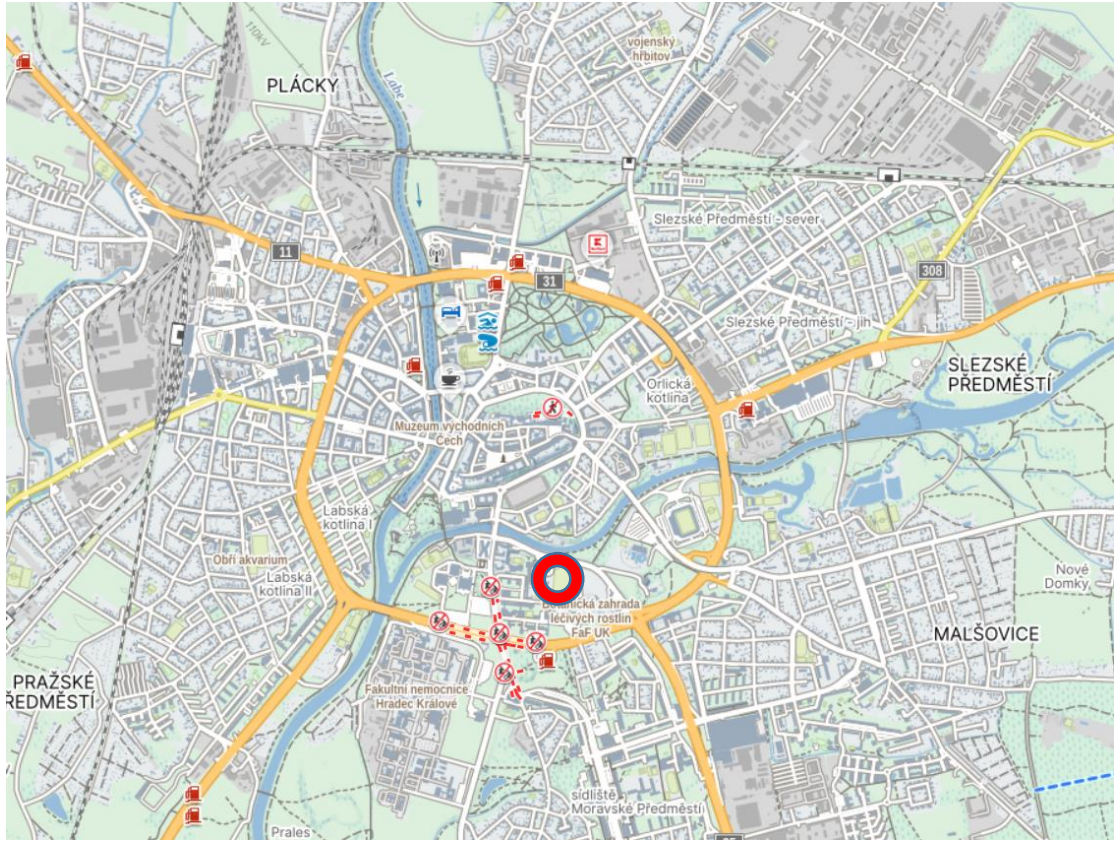 vojenský
hřbitov
110kV
PLÁCKY
Labe
Slezské Předměstí - sever
11
31
308
Slezské Předměstí - jih
SLEZSKÉ
PŘEDMĚSTÍ
Orlická
kotlina
Muzeum východních
Čech
Labská
kotlina I
Obří akvarium
Labská
kotlina II
Nové
Domky
Botanická zahrada
léčivých rostlin
FaF UK
MALŠOVICE
PRAŽSKÉ
ŘEDMĚSTÍ
Fakultní nemocnice
Hradec Králové
sídliště
Moravské Předměstí
Prales